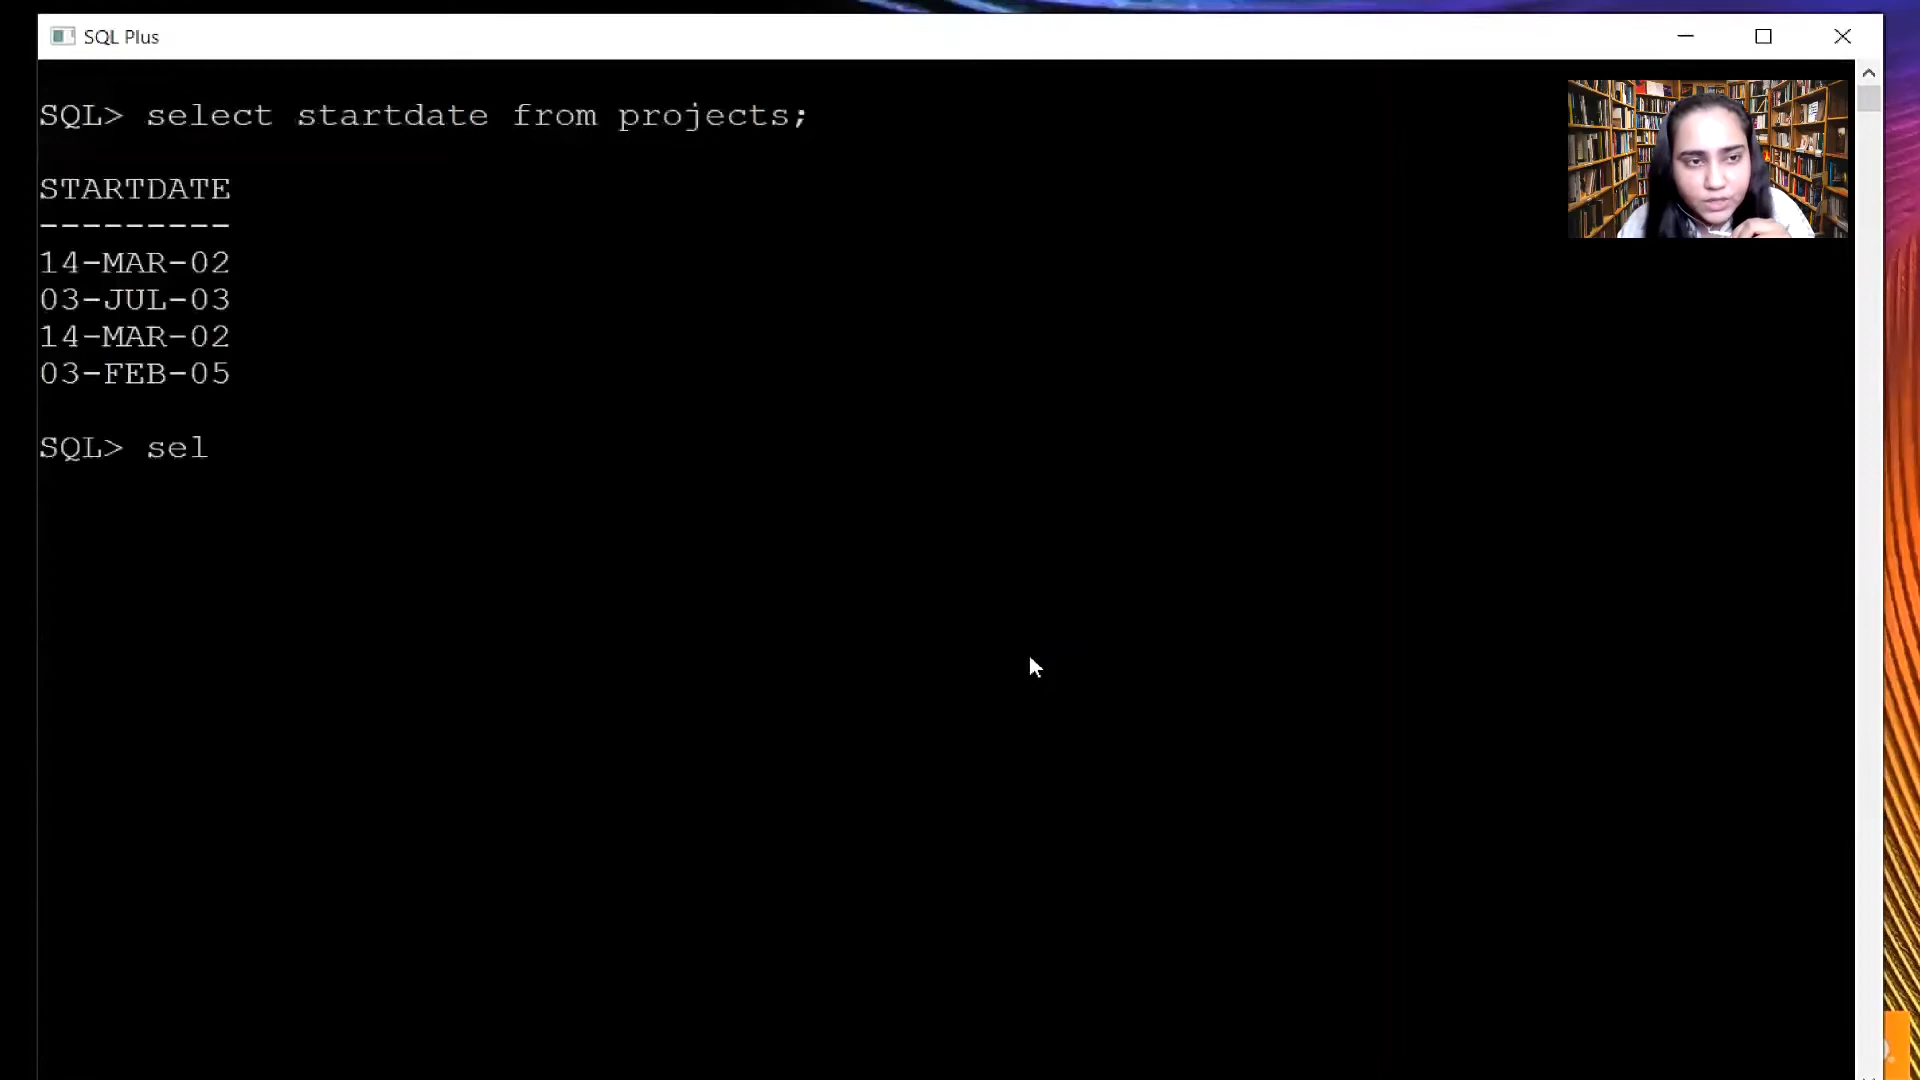 SQL Plus
SQL> select startdate from projects;
STARTDATE
---------
14-MAR-02
03-JUL-03
14-MAR-02
03-FEB-05
SQL> sel